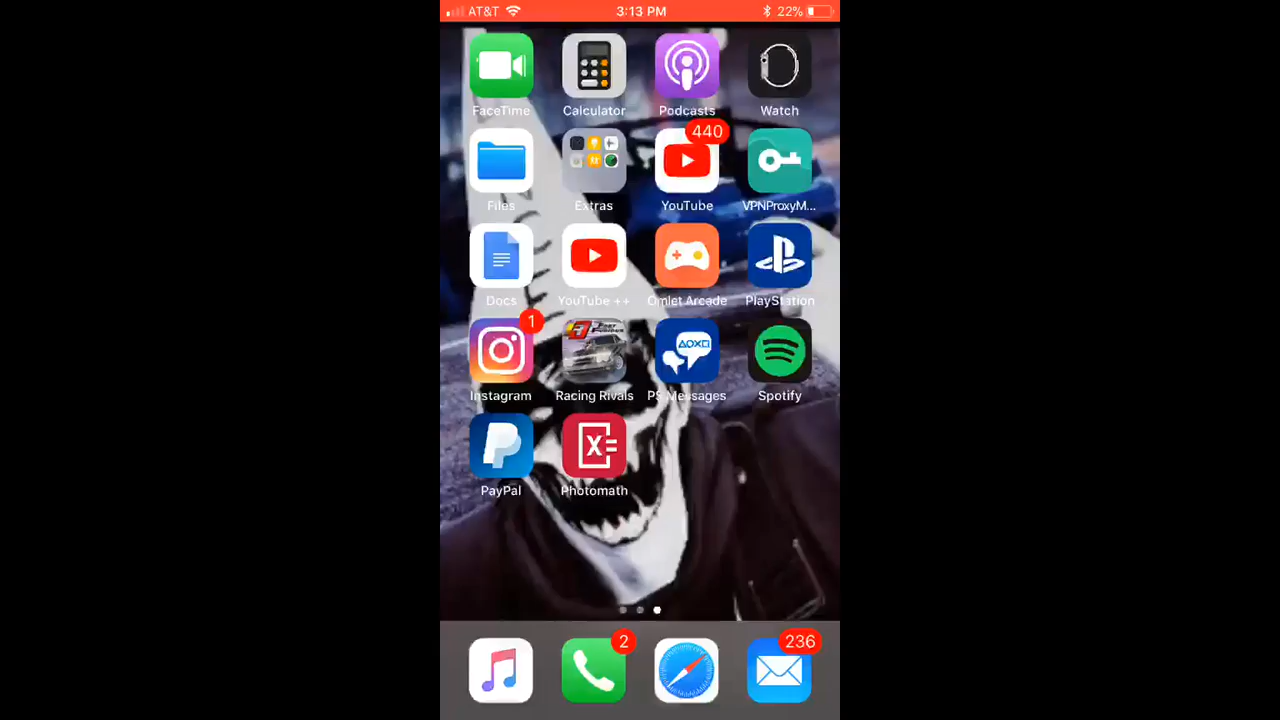 AT&T 3:13 PM 22%
FaceTime Calculator Podcasts Watch
440
Files Extras YouTube VPNProxyM...
Docs YouTube ++ Omlet Arcade PlayStation
1
Instagram Racing Rivals PS Messages Spotify
PayPal Photomath
2 236